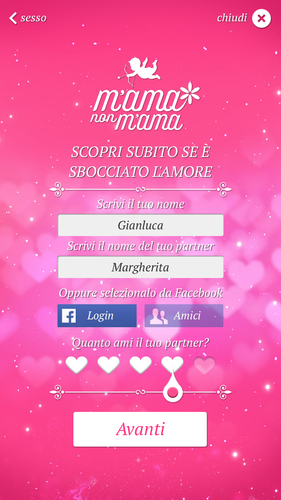 sesso
chiudi
m'ama
non m'ama
SCOPRI SUBITO SE È
SBOCCIATO L'AMORE
Scrivi il tuo nome
Gianluca
Scrivi il nome del tuo partner
Margherita
Oppure selezionalo da Facebook
Login
Amici
Quanto ami il tuo partner?
Avanti